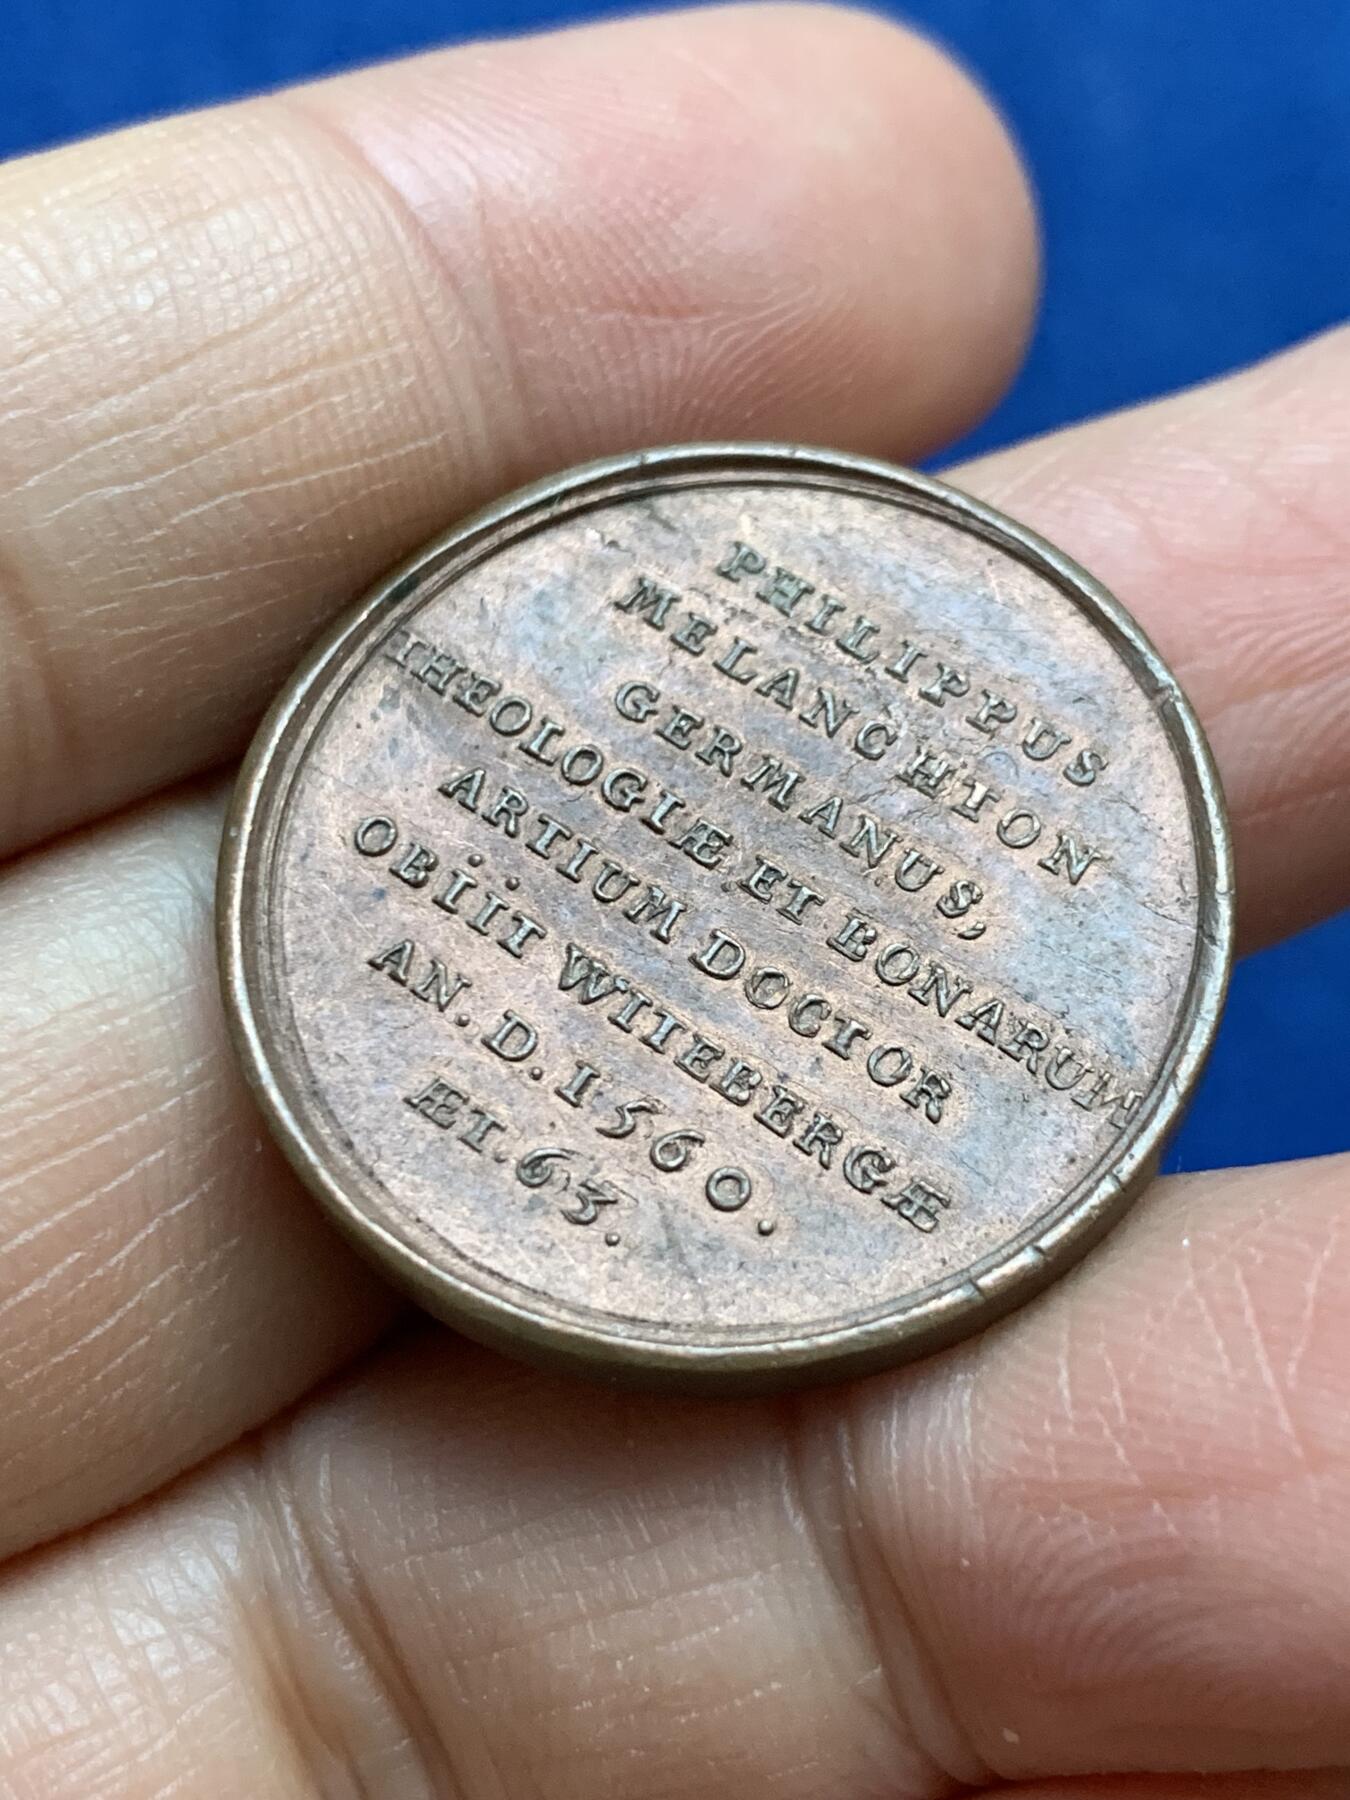 PHILIPPUS
MELANCHTON
GERMANUS,
THEOLOGIÆ ET BONARUM
ARTIUM DOCTOR
OBIIT WITEBERGÆ
AN. D. 1560.
ÆT. 63.